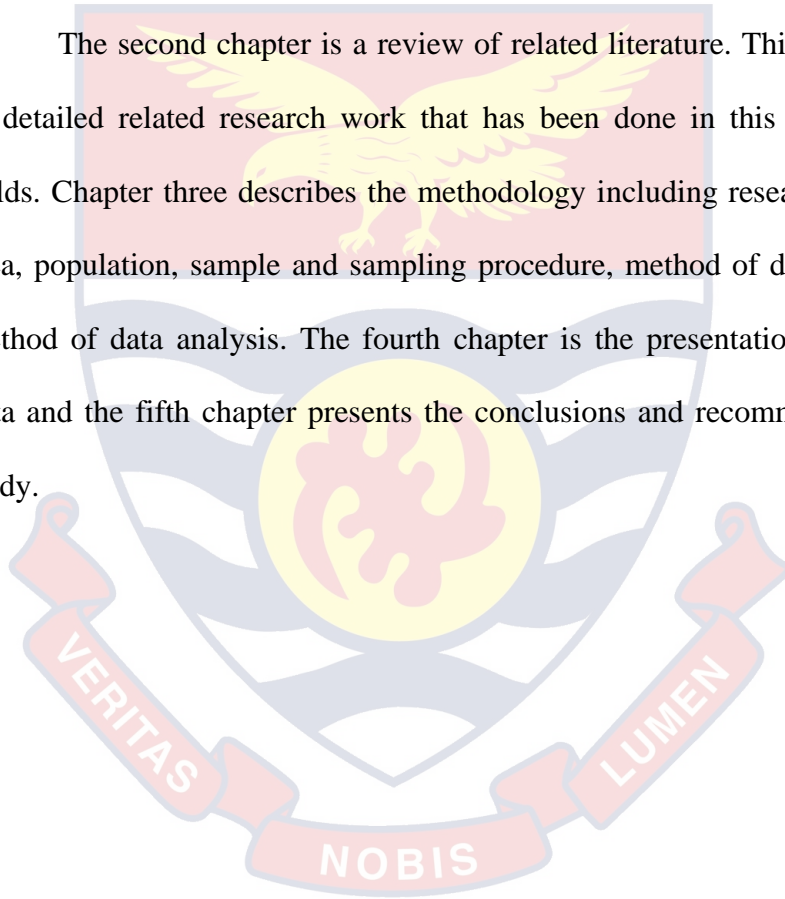 The second chapter is a review of related literature. Thi
detailed related research work that has been done in this
lds. Chapter three describes the methodology including resea
a, population, sample and sampling procedure, method of d
ethod of data analysis. The fourth chapter is the presentatio
ta and the fifth chapter presents the conclusions and recomm
dy.
VERITAS
NOBIS
LUMEN